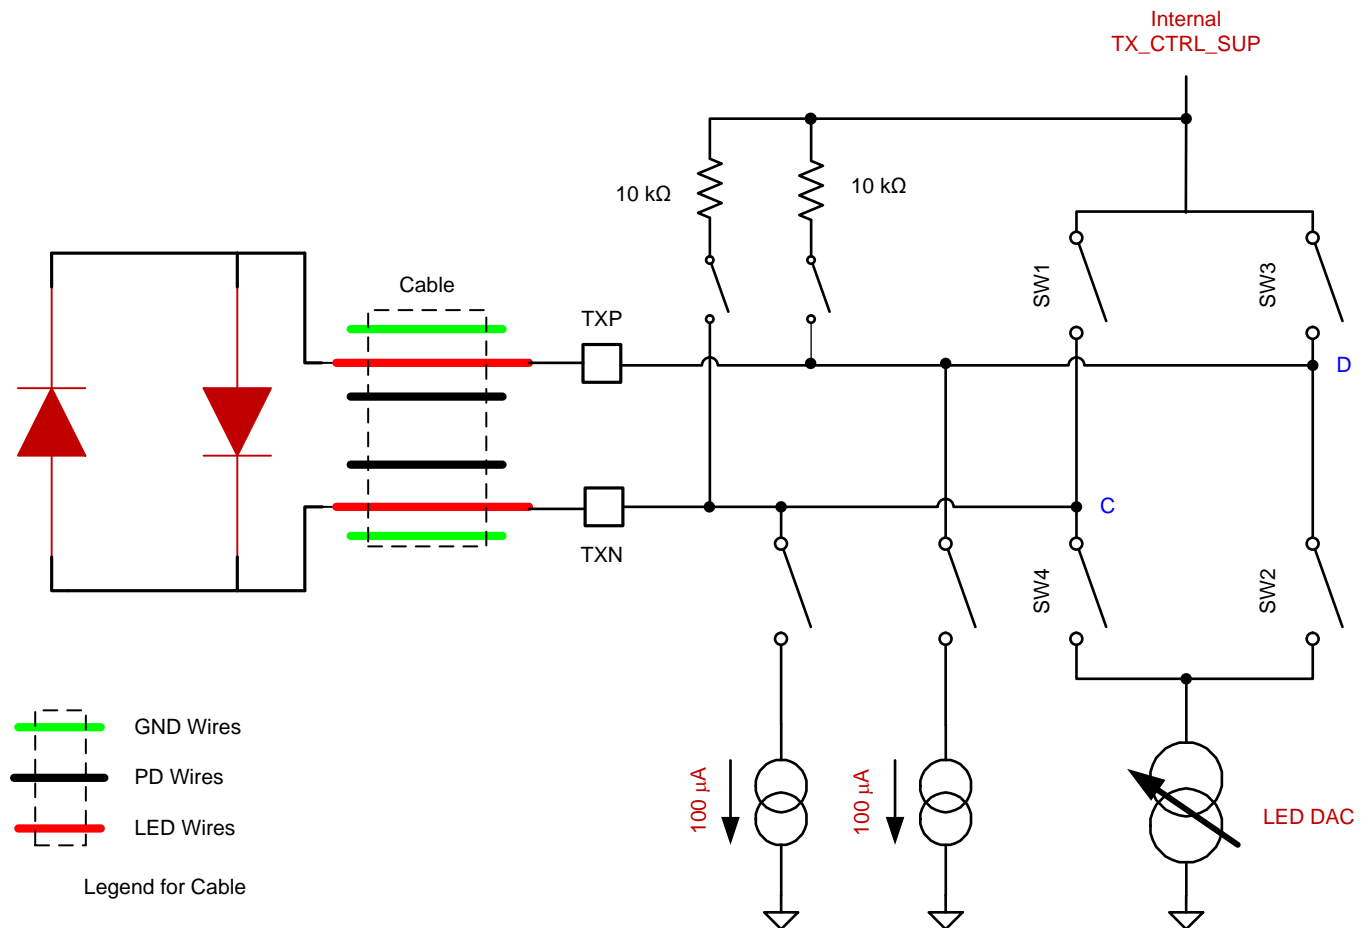 Internal
TX_CTRL_SUP
10 kΩ
10 kΩ
Cable
TXP
SW1
SW3
D
TXN
C
SW4
SW2
GND Wires
PD Wires
LED Wires
Legend for Cable
100 µA
100 µA
LED DAC